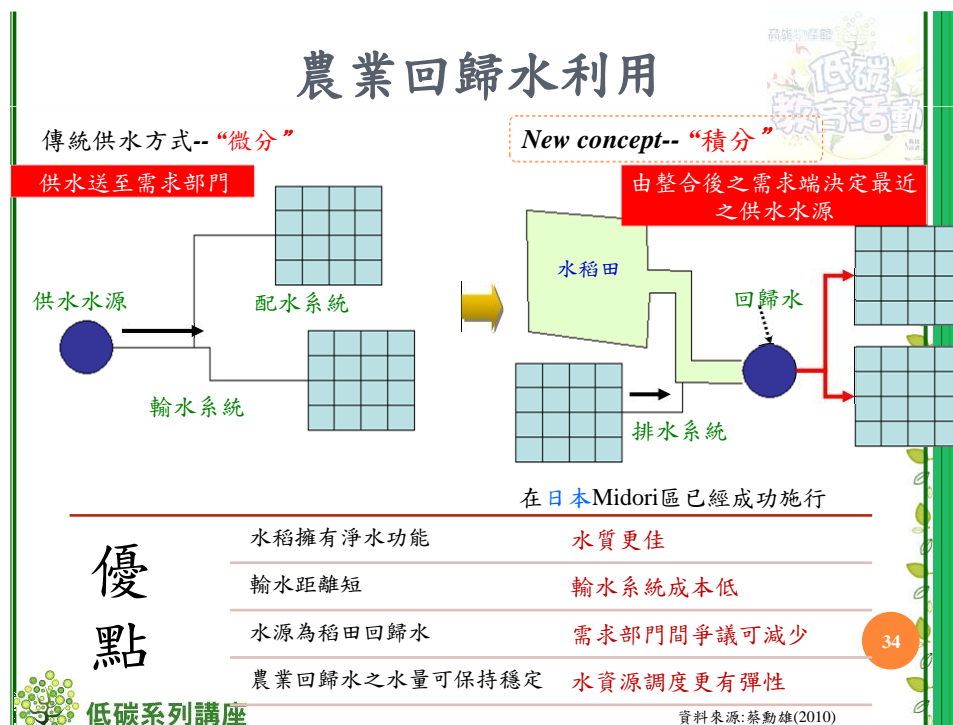 高雄
低碳
教育活動
農業回歸水利用
傳統供水方式--“微分”
供水送至需求部門
供水水源
配水系統
輸水系統
New concept--“積分”
由整合後之需求端決定最近
之供水水源
水稻田
回歸水
排水系統
在日本Midori區已經成功施行
優點
水稻擁有淨水功能 水質更佳
輸水距離短 輸水系統成本低
水源為稻田回歸水 需求部門間爭議可減少
農業回歸水之水量可保持穩定 水資源調度更有彈性
34
低碳系列講座
資料來源:蔡勳雄(2010)